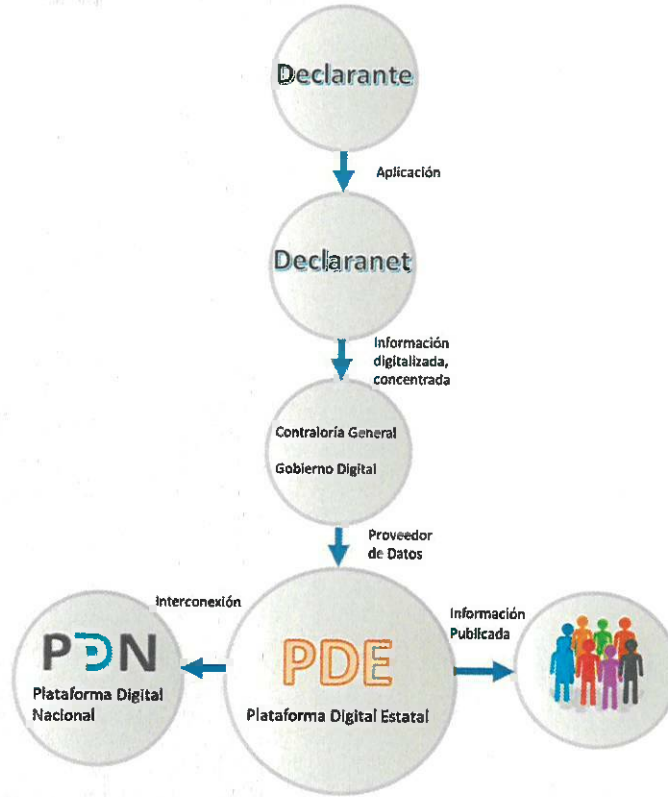 Declarante
Aplicación
Declaranet
Información
digitalizada,
concentrada
Contraloría General
Gobierno Digital
Proveedor
de Datos
Interconexión
Información
Publicada
PDN
Plataforma Digital
Nacional
PDE
Plataforma Digital Estatal